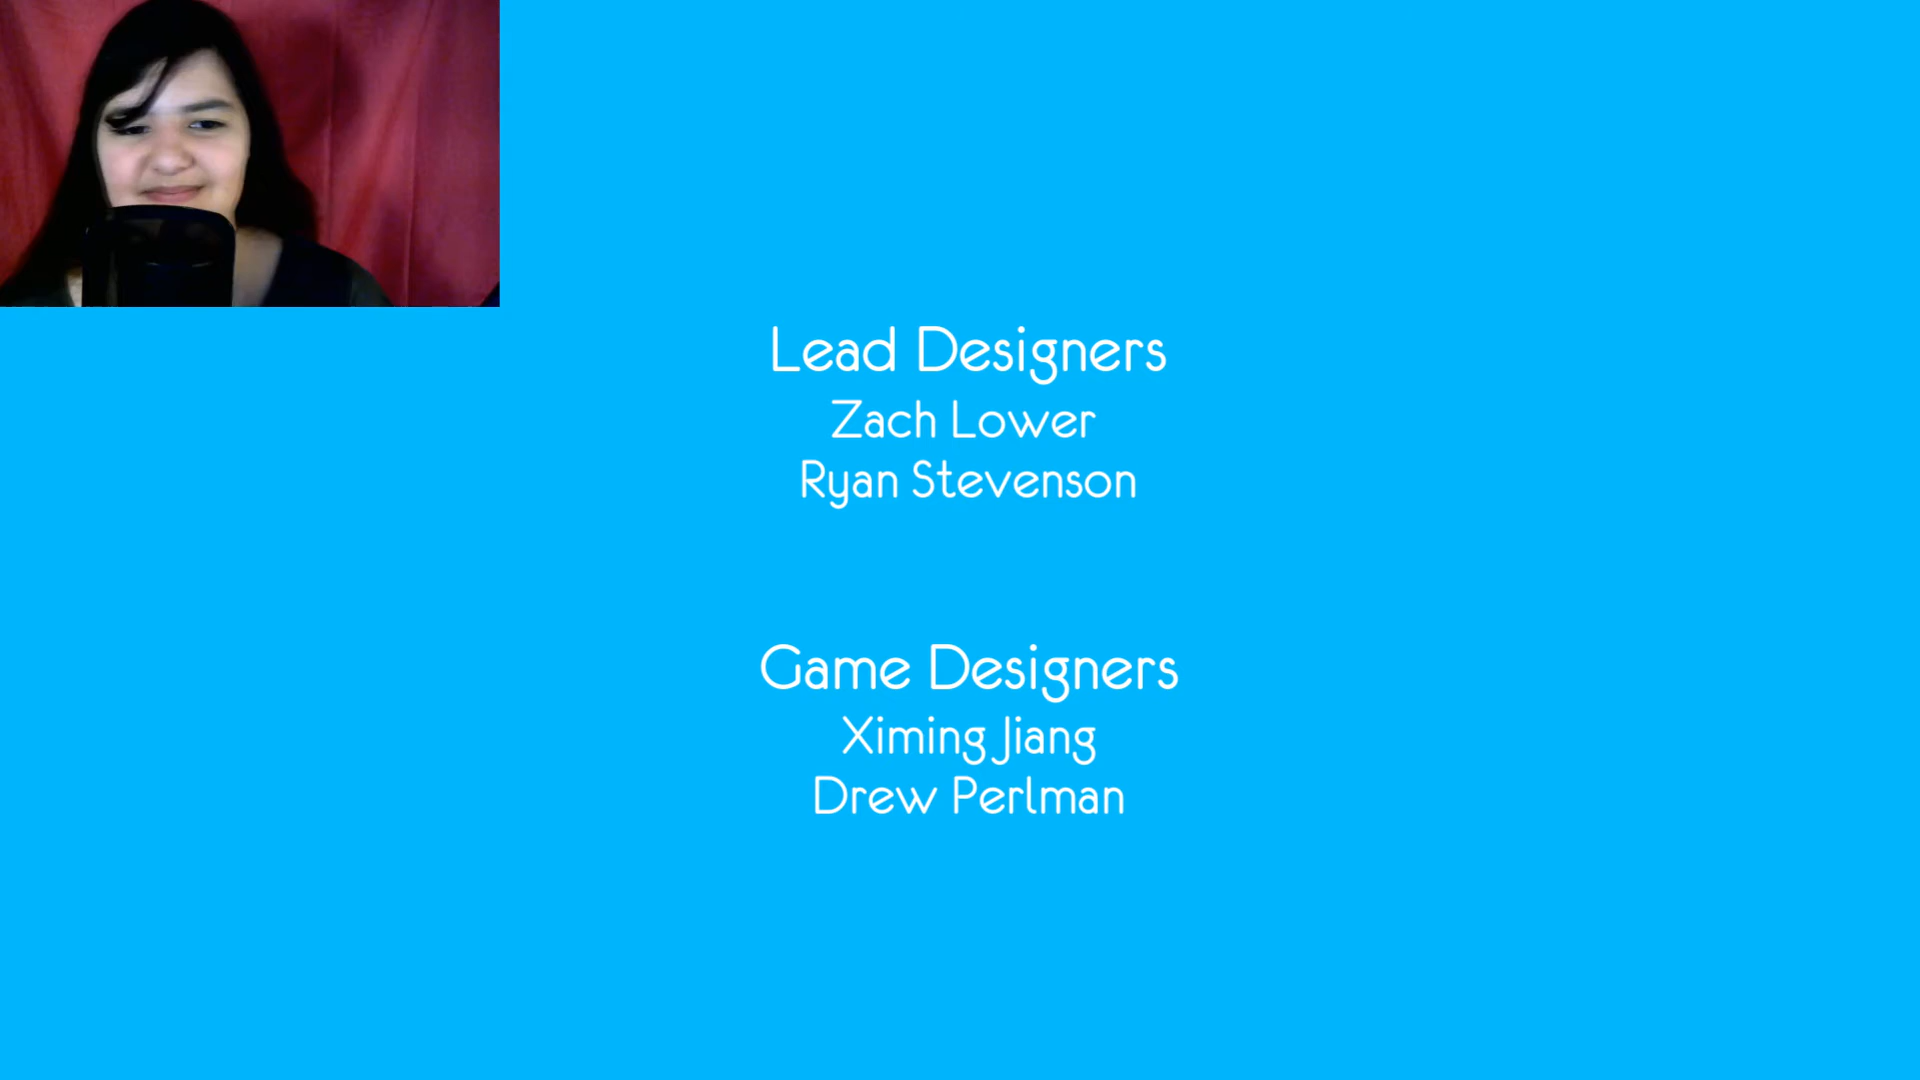 Lead Designers
Zach Lower
Ryan Stevenson
Game Designers
Ximing Jiang
Drew Perlman